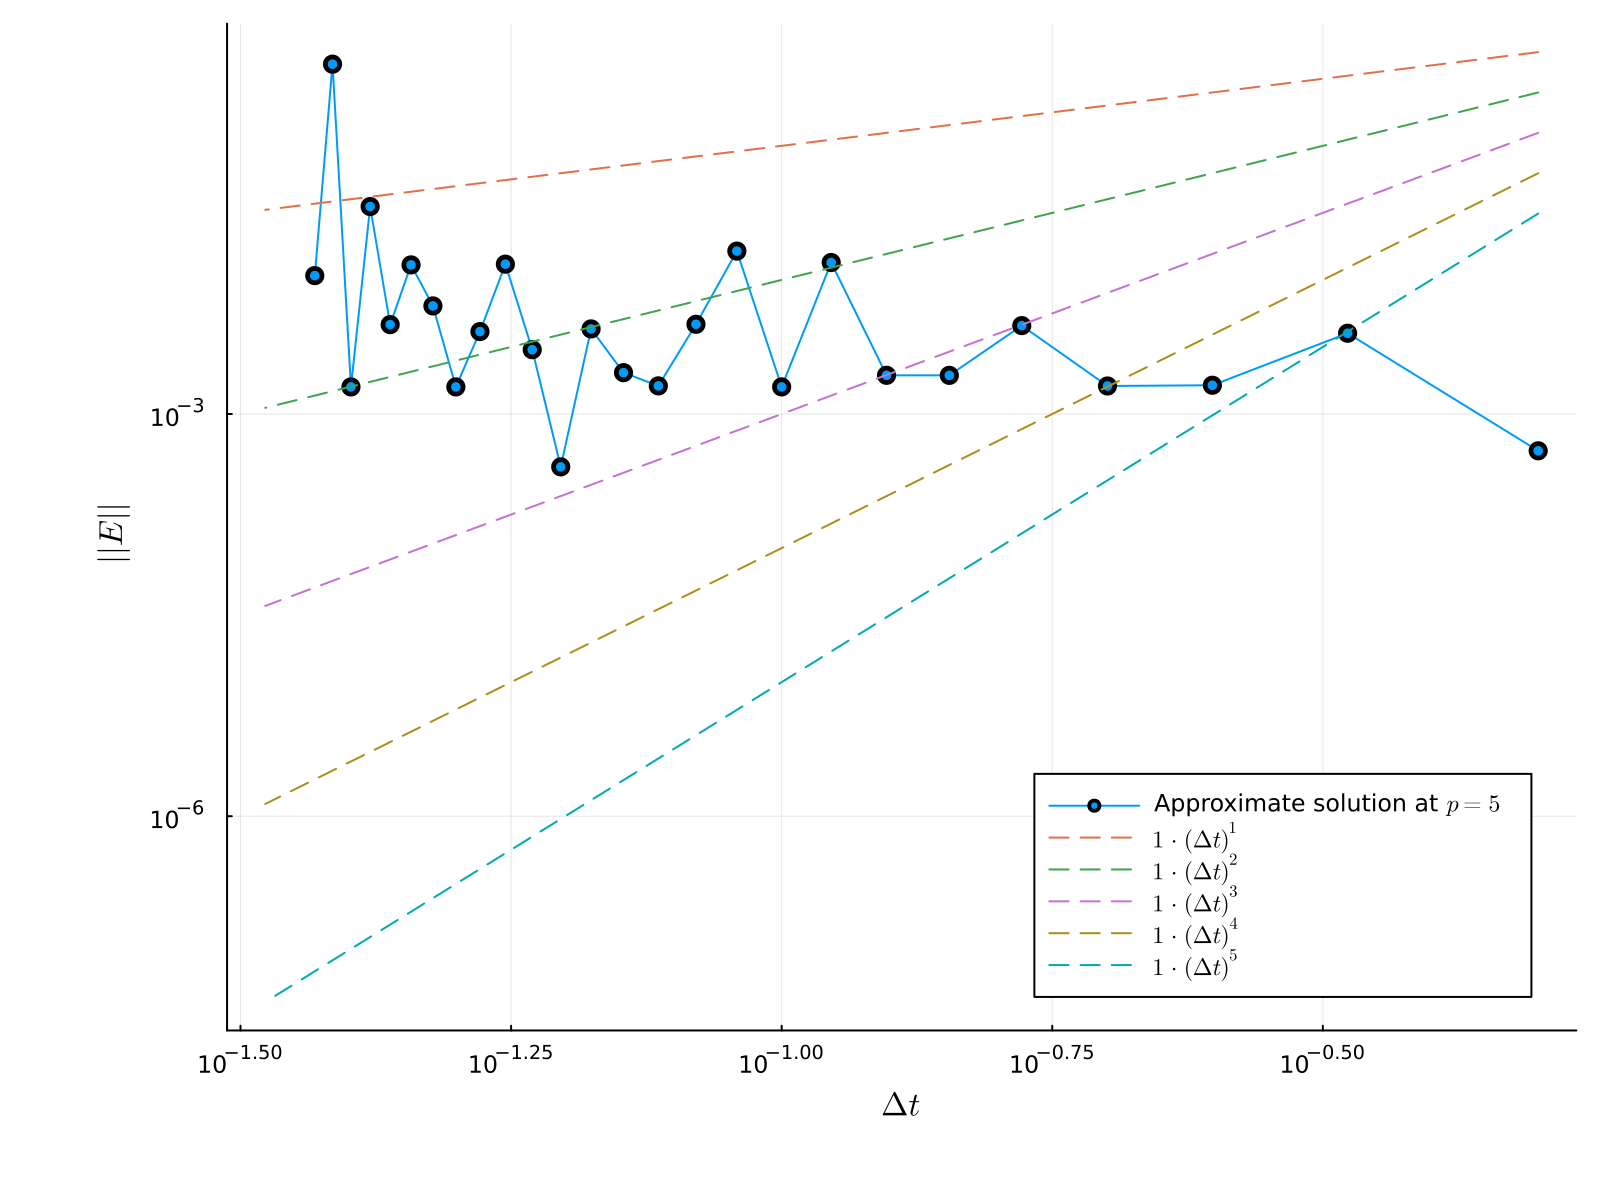 10⁻³
||E||
10⁻⁶
Approximate solution at p = 5
1 · (Δt)¹
1 · (Δt)²
1 · (Δt)³
1 · (Δt)⁴
1 · (Δt)⁵
10⁻¹·⁵⁰ 10⁻¹·²⁵ 10⁻¹·⁰⁰ 10⁻⁰·⁷⁵ 10⁻⁰·⁵⁰
Δt